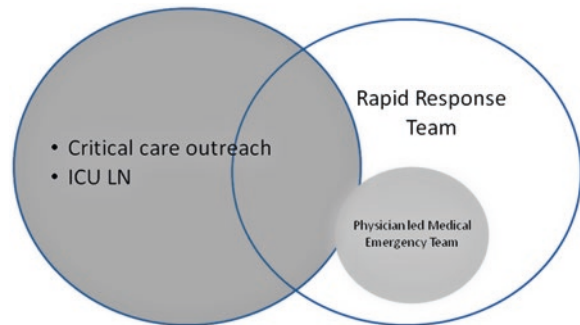 • Critical care outreach
• ICU LN
Rapid Response
Team
Physician led Medical
Emergency Team